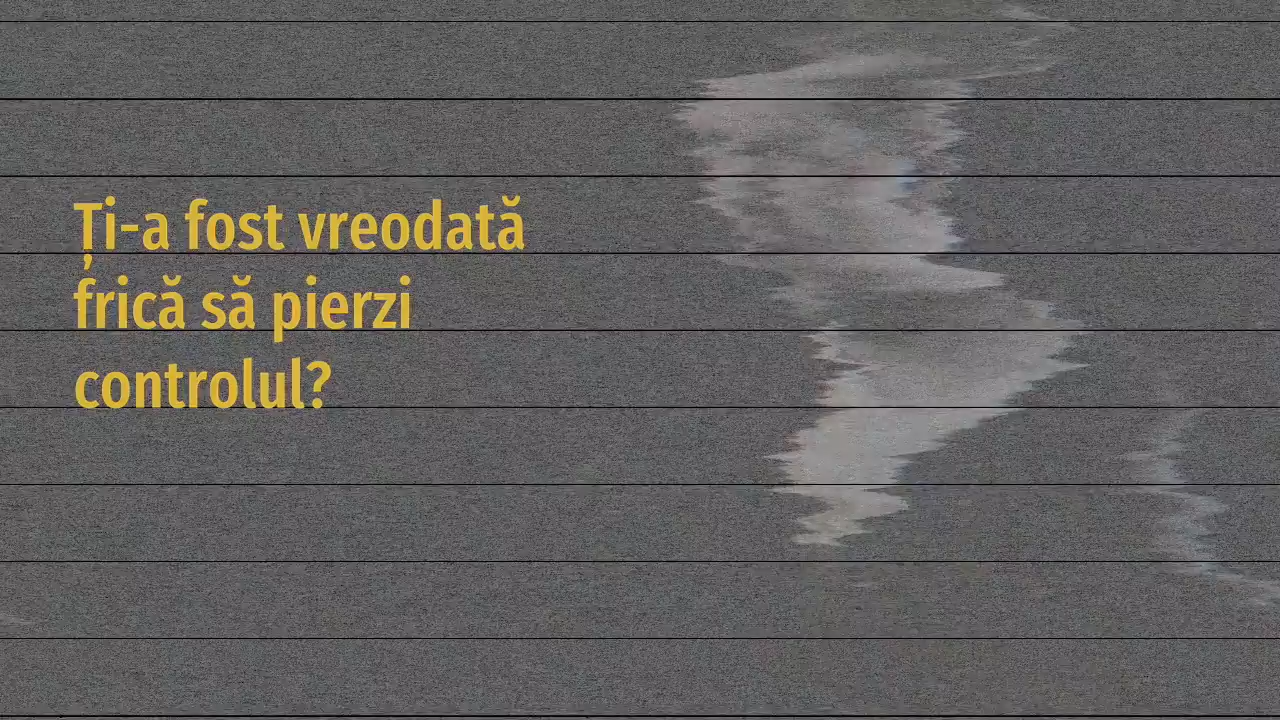 Ți-a fost vreodată
frică să pierzi
controlul?